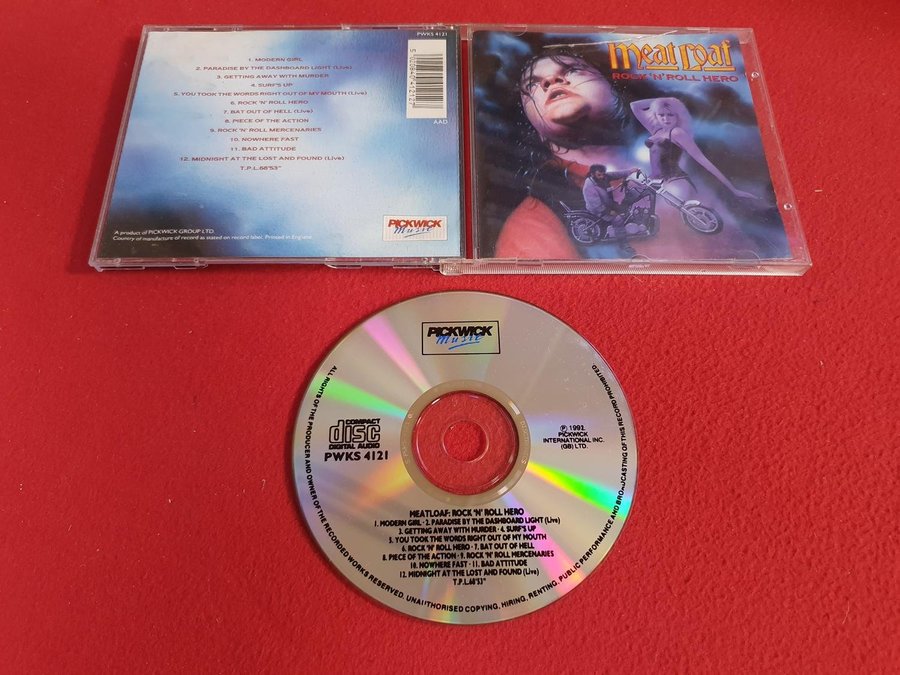 PWKS 4121
1. MODERN GIRL
2. PARADISE BY THE DASHBOARD LIGHT (Live)
3. GETTING AWAY WITH MURDER
4. SURF'S UP
5. YOU TOOK THE WORDS RIGHT OUT OF MY MOUTH (Live)
6. ROCK 'N' ROLL HERO
7. BAT OUT OF HELL (Live)
8. PIECE OF THE ACTION
9. ROCK 'N' ROLL MERCENARIES
10. NOWHERE FAST
11. BAD ATTITUDE
12. MIDNIGHT AT THE LOST AND FOUND (Live)
T.P.L. 68'53"
5 010840 412127
AAD
A product of PICKWICK GROUP LTD.
Country of manufacture of record as stated on record label. Printed in England.
PICKWICK
Music
meat loaf
ROCK 'N' ROLL HERO
PICKWICK
Music
COMPACT
disc
DIGITAL AUDIO
PWKS 4121
℗ 1992
PICKWICK
INTERNATIONAL INC.
(GB) LTD.
MEATLOAF: ROCK 'N' ROLL HERO
1. MODERN GIRL · 2. PARADISE BY THE DASHBOARD LIGHT (Live)
3. GETTING AWAY WITH MURDER · 4. SURF'S UP
5. YOU TOOK THE WORDS RIGHT OUT OF MY MOUTH
6. ROCK 'N' ROLL HERO · 7. BAT OUT OF HELL
8. PIECE OF THE ACTION · 9. ROCK 'N' ROLL MERCENARIES
10. NOWHERE FAST · 11. BAD ATTITUDE
12. MIDNIGHT AT THE LOST AND FOUND (Live)
T.P.L. 68'53"
ALL RIGHTS OF THE PRODUCER AND OWNER OF THE RECORDED WORKS RESERVED. UNAUTHORISED COPYING, HIRING, RENTING, PUBLIC PERFORMANCE AND BROADCASTING OF THIS RECORD PROHIBITED.